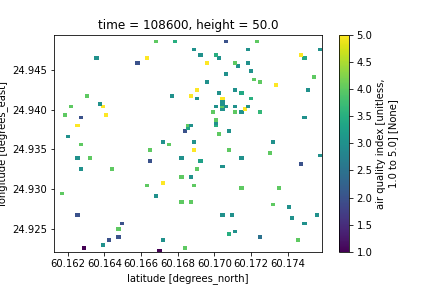 time = 108600, height = 50.0
24.945
24.940
24.935
24.930
24.925
longitude [degrees_east]
60.162 60.164 60.166 60.168 60.170 60.172 60.174
latitude [degrees_north]
5.0
4.5
4.0
3.5
3.0
2.5
2.0
1.5
1.0
air quality index [unitless,
1.0 to 5.0] [None]